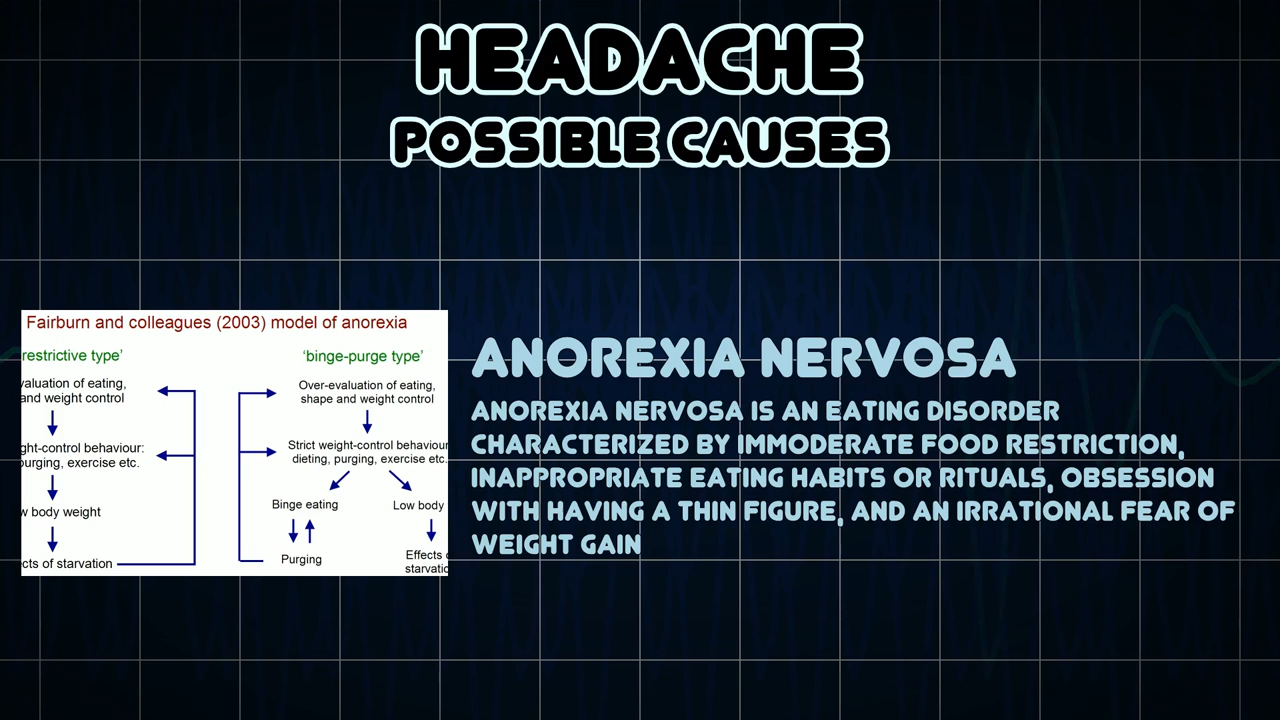 HEADACHE
POSSIBLE CAUSES
Fairburn and colleagues (2003) model of anorexia
restrictive type'
'binge-purge type'
valuation of eating,
and weight control
Over-evaluation of eating,
shape and weight control
ght-control behaviour:
purging, exercise etc.
Strict weight-control behaviour
dieting, purging, exercise etc.
Binge eating
Low body
w body weight
Purging
Effects
starvatio
cts of starvation
ANOREXIA NERVOSA
ANOREXIA NERVOSA IS AN EATING DISORDER
CHARACTERIZED BY IMMODERATE FOOD RESTRICTION,
INAPPROPRIATE EATING HABITS OR RITUALS, OBSESSION
WITH HAVING A THIN FIGURE, AND AN IRRATIONAL FEAR OF
WEIGHT GAIN